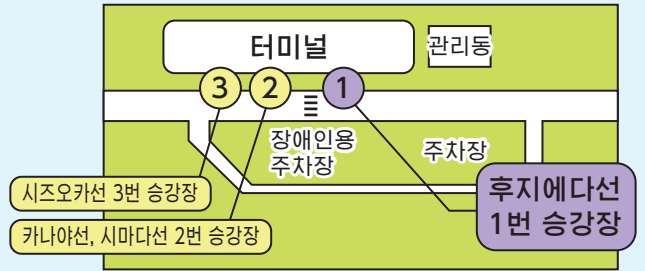 터미널
관리동
3
2
1
장애인용
주차장
주차장
시즈오카선 3번 승강장
카나야선, 시마다선 2번 승강장
후지에다선
1번 승강장